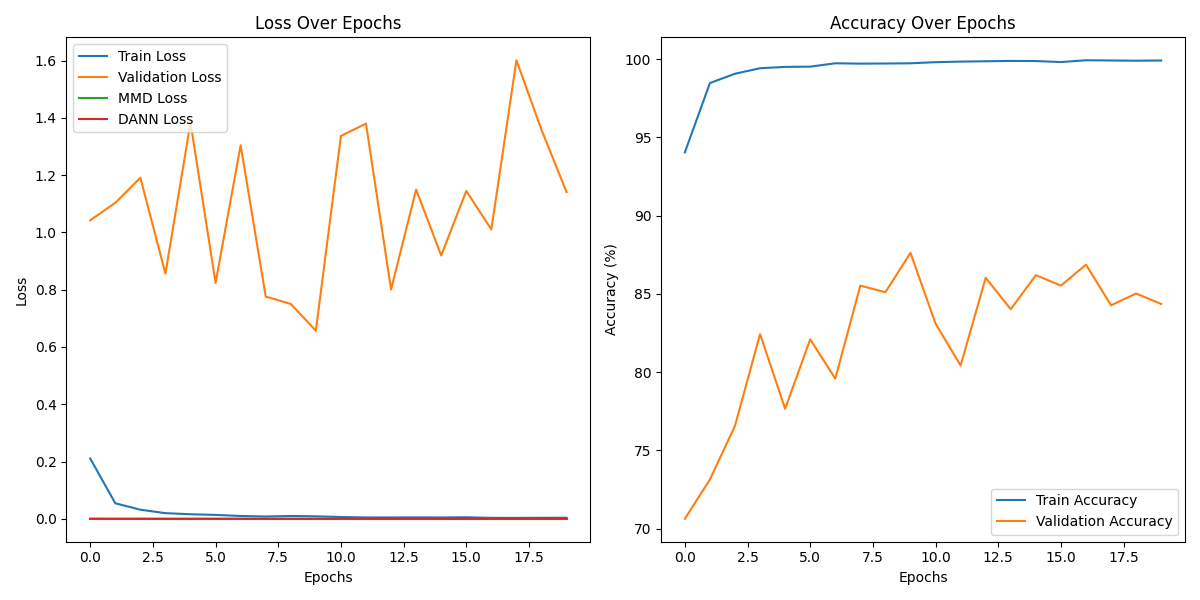 Loss Over Epochs
Train Loss
Validation Loss
MMD Loss
DANN Loss
1.6
1.4
1.2
1.0
0.8
0.6
0.4
0.2
0.0
Loss
0.0 2.5 5.0 7.5 10.0 12.5 15.0 17.5
Epochs
Accuracy Over Epochs
100
95
90
85
80
75
70
Accuracy (%)
Train Accuracy
Validation Accuracy
0.0 2.5 5.0 7.5 10.0 12.5 15.0 17.5
Epochs